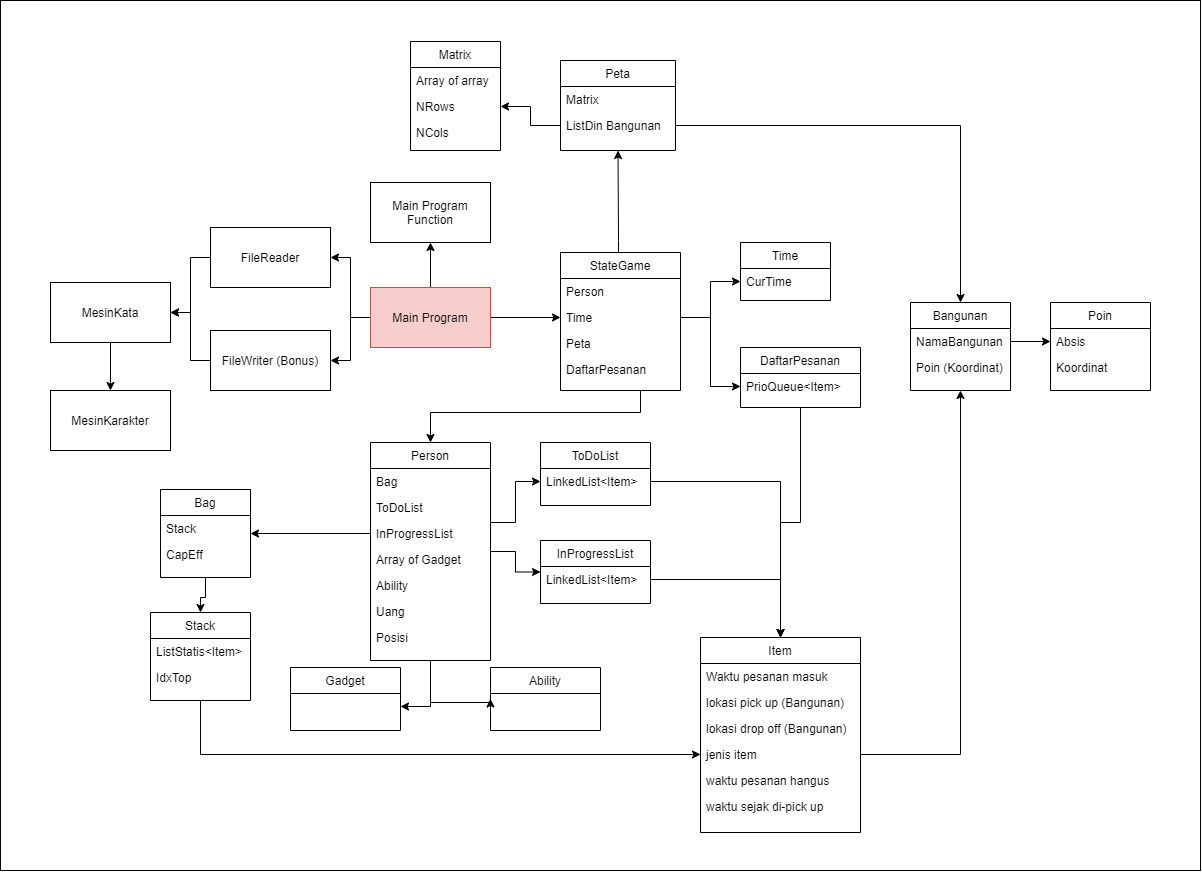 Matrix
Array of array
NRows
NCols
Peta
Matrix
ListDin Bangunan
Main Program
Function
FileReader
MesinKata
Main Program
FileWriter (Bonus)
MesinKarakter
StateGame
Person
Time
Peta
DaftarPesanan
Time
CurTime
DaftarPesanan
PrioQueue<Item>
Bangunan
NamaBangunan
Poin (Koordinat)
Poin
Absis
Koordinat
Person
Bag
ToDoList
InProgressList
Array of Gadget
Ability
Uang
Posisi
ToDoList
LinkedList<Item>
InProgressList
LinkedList<Item>
Bag
Stack
CapEff
Stack
ListStatis<Item>
IdxTop
Gadget
Ability
Item
Waktu pesanan masuk
lokasi pick up (Bangunan)
lokasi drop off (Bangunan)
jenis item
waktu pesanan hangus
waktu sejak di-pick up